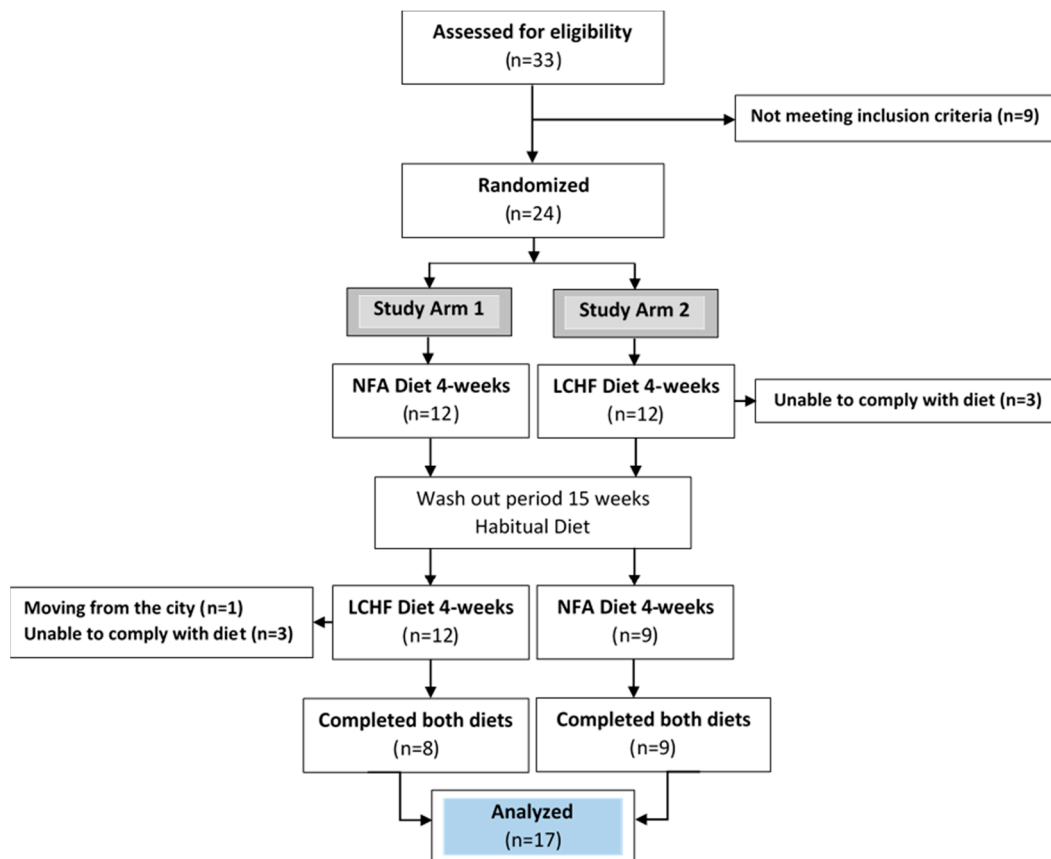 Assessed for eligibility
(n=33)
Not meeting inclusion criteria (n=9)
Randomized
(n=24)
Study Arm 1
Study Arm 2
NFA Diet 4-weeks
(n=12)
LCHF Diet 4-weeks
(n=12)
Unable to comply with diet (n=3)
Wash out period 15 weeks
Habitual Diet
Moving from the city (n=1)
Unable to comply with diet (n=3)
LCHF Diet 4-weeks
(n=12)
NFA Diet 4-weeks
(n=9)
Completed both diets
(n=8)
Completed both diets
(n=9)
Analyzed
(n=17)